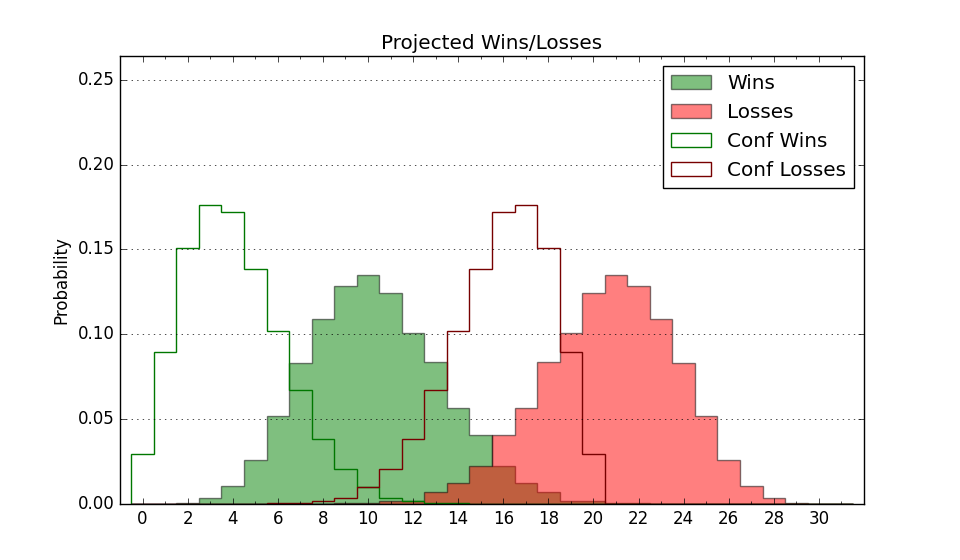 Projected Wins/Losses
Probability
0.25
0.20
0.15
0.10
0.05
0.00
0 2 4 6 8 10 12 14 16 18 20 22 24 26 28 30
Wins
Losses
Conf Wins
Conf Losses